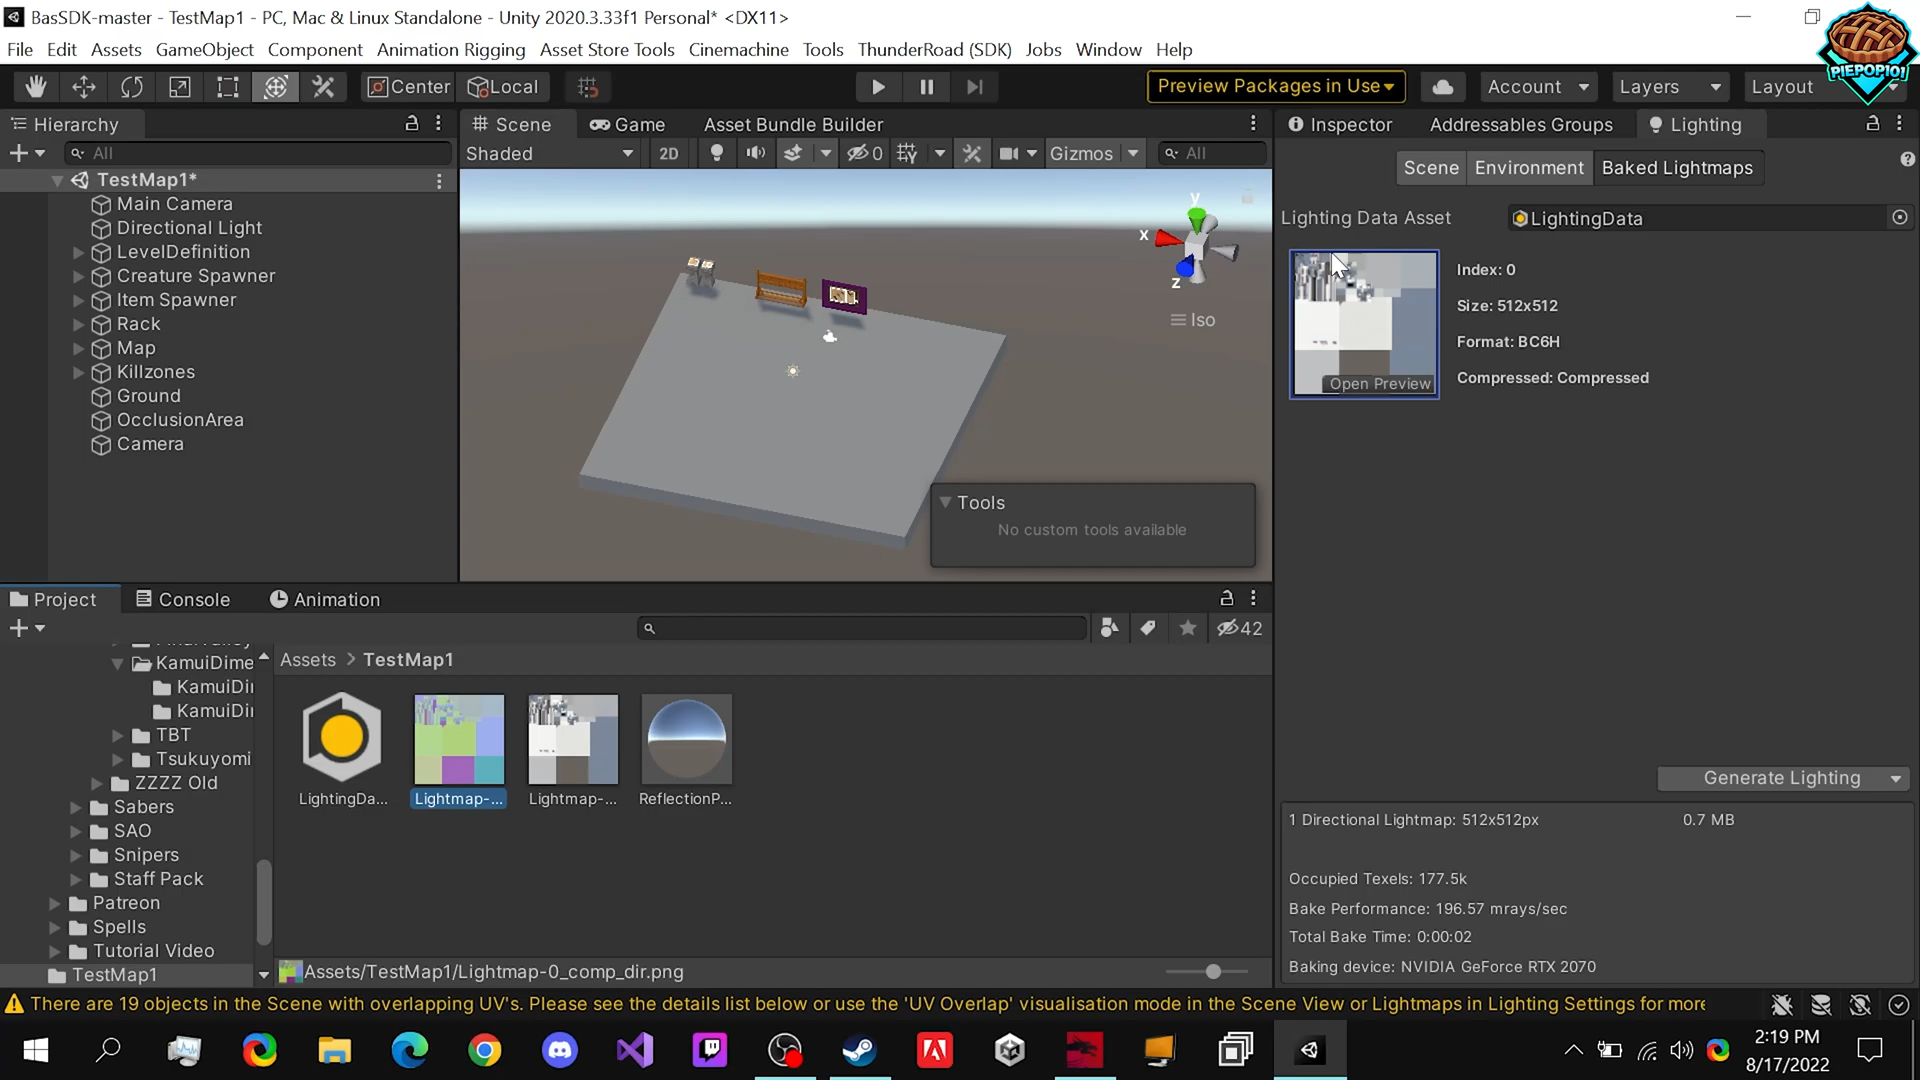 BasSDK-master - TestMap1 - PC, Mac & Linux Standalone - Unity 2020.3.33f1 Personal* <DX11>
PIEPOP101
File Edit Assets GameObject Component Animation Rigging Asset Store Tools Cinemachine Tools ThunderRoad (SDK) Jobs Window Help
Center Local Preview Packages in Use Account Layers Layout
Hierarchy
All
TestMap1*
Main Camera
Directional Light
LevelDefinition
Creature Spawner
Item Spawner
Rack
Map
Killzones
Ground
OcclusionArea
Camera
Scene Game Asset Bundle Builder
Shaded 2D 0 Gizmos All
y
x
z
Iso
Tools
No custom tools available
Inspector Addressables Groups Lighting
Scene Environment Baked Lightmaps
Lighting Data Asset LightingData
Open Preview
Index: 0
Size: 512x512
Format: BC6H
Compressed: Compressed
Generate Lighting
1 Directional Lightmap: 512x512px 0.7 MB
Occupied Texels: 177.5k
Bake Performance: 196.57 mrays/sec
Total Bake Time: 0:00:02
Baking device: NVIDIA GeForce RTX 2070
Project Console Animation
42
KamuiDime
KamuiDii
KamuiDii
TBT
Tsukuyomi
ZZZZ Old
Sabers
SAO
Snipers
Staff Pack
Patreon
Spells
Tutorial Video
TestMap1
Assets > TestMap1
LightingDa... Lightmap-... Lightmap-... ReflectionP...
Assets/TestMap1/Lightmap-0_comp_dir.png
There are 19 objects in the Scene with overlapping UV's. Please see the details list below or use the 'UV Overlap' visualisation mode in the Scene View or Lightmaps in Lighting Settings for more
2:19 PM
8/17/2022